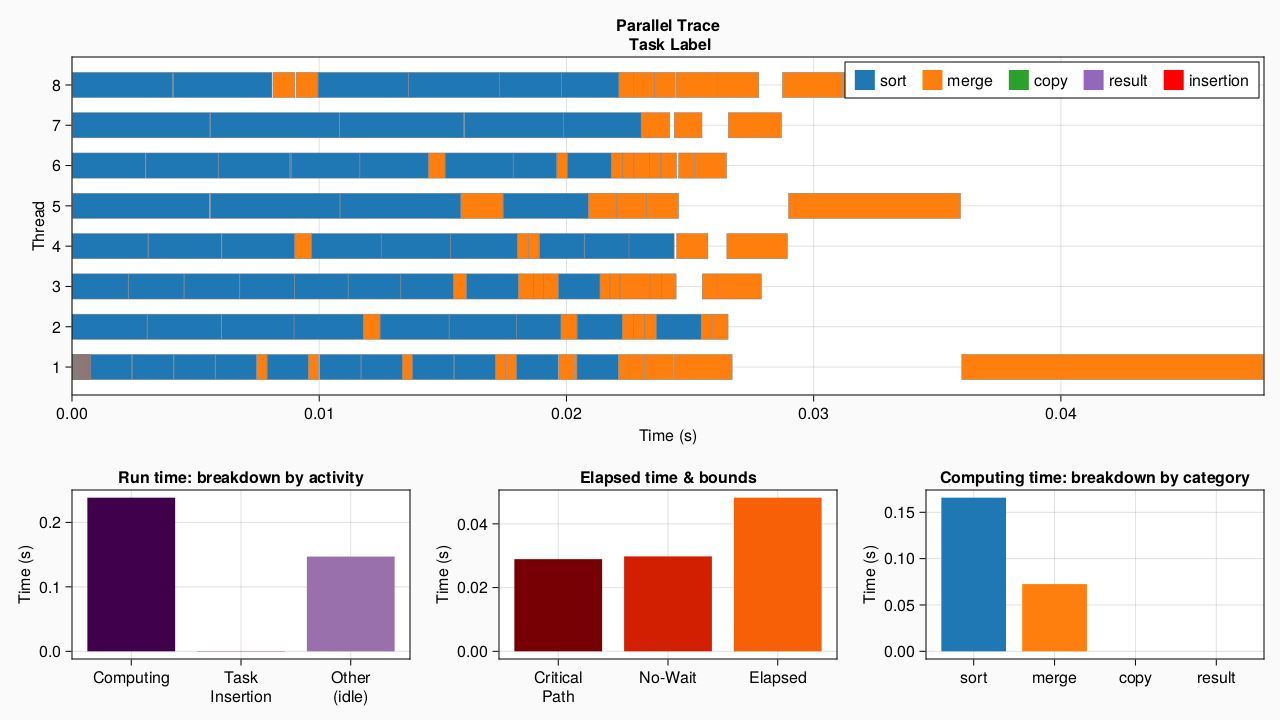 Parallel Trace
Task Label
sort merge copy result insertion
Thread
8
7
6
5
4
3
2
1
0.00 0.01 0.02 0.03 0.04
Time (s)
Run time: breakdown by activity
Time (s)
0.2
0.1
0.0
Computing Task Insertion Other (idle)
Elapsed time & bounds
Time (s)
0.04
0.02
0.00
Critical Path No-Wait Elapsed
Computing time: breakdown by category
Time (s)
0.15
0.10
0.05
0.00
sort merge copy result